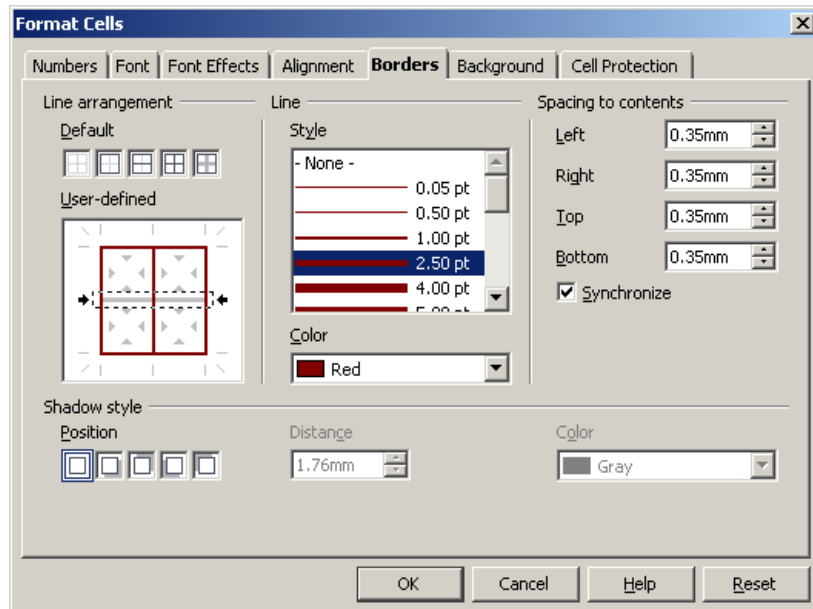 Format Cells
Numbers Font Font Effects Alignment Borders Background Cell Protection
Line arrangement
Default
User-defined
Line
Style
- None -
0.05 pt
0.50 pt
1.00 pt
2.50 pt
4.00 pt
5.00 pt
Color
Red
Spacing to contents
Left 0.35mm
Right 0.35mm
Top 0.35mm
Bottom 0.35mm
Synchronize
Shadow style
Position
Distance
1.76mm
Color
Gray
OK Cancel Help Reset